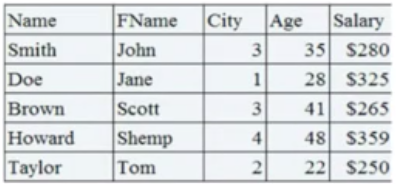 Name FName City Age Salary
Smith John 3 35 $280
Doe Jane 1 28 $325
Brown Scott 3 41 $265
Howard Shemp 4 48 $359
Taylor Tom 2 22 $250